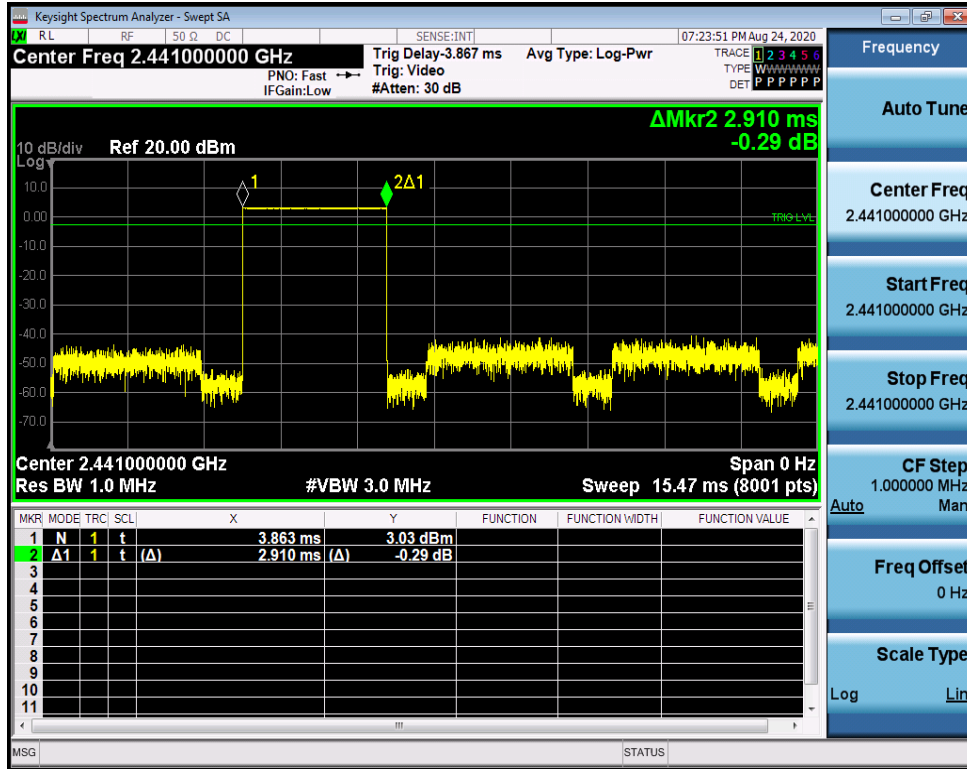 Keysight Spectrum Analyzer - Swept SA
LXI RL RF 50 Ω DC SENSE:INT 07:23:51 PM Aug 24, 2020
Center Freq 2.441000000 GHz
Trig Delay-3.867 ms Avg Type: Log-Pwr
PNO: Fast Trig: Video
IFGain:Low #Atten: 30 dB
TRACE 1 2 3 4 5 6
TYPE WWWWWW
DET P P P P P P
ΔMkr2 2.910 ms
-0.29 dB
10 dB/div Ref 20.00 dBm
Log
1
2Δ1
10.0
0.00
TRIG LVL
-10.0
-20.0
-30.0
-40.0
-50.0
-60.0
-70.0
Center 2.441000000 GHz Span 0 Hz
Res BW 1.0 MHz #VBW 3.0 MHz Sweep 15.47 ms (8001 pts)
MKR MODE TRC SCL X Y FUNCTION FUNCTION WIDTH FUNCTION VALUE
1 N 1 t 3.863 ms 3.03 dBm
2 Δ1 1 t (Δ) 2.910 ms (Δ) -0.29 dB
3
4
5
6
7
8
9
10
11
MSG STATUS
Frequency
Auto Tune
Center Freq
2.441000000 GHz
Start Freq
2.441000000 GHz
Stop Freq
2.441000000 GHz
CF Step
1.000000 MHz
Auto Man
Freq Offset
0 Hz
Scale Type
Log Lin